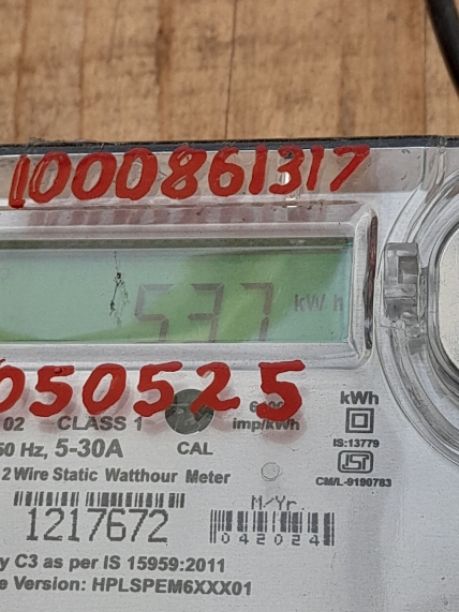 1000861317
537 kWh
050525
02 CLASS 1 imp/kWh kWh
50 Hz, 5-30A CAL
IS:13779
2 Wire Static Watthour Meter
CM/L-9190783
M/Yr.
1217672
042024
y C3 as per IS 15959:2011
e Version: HPLSPEM6XXX01